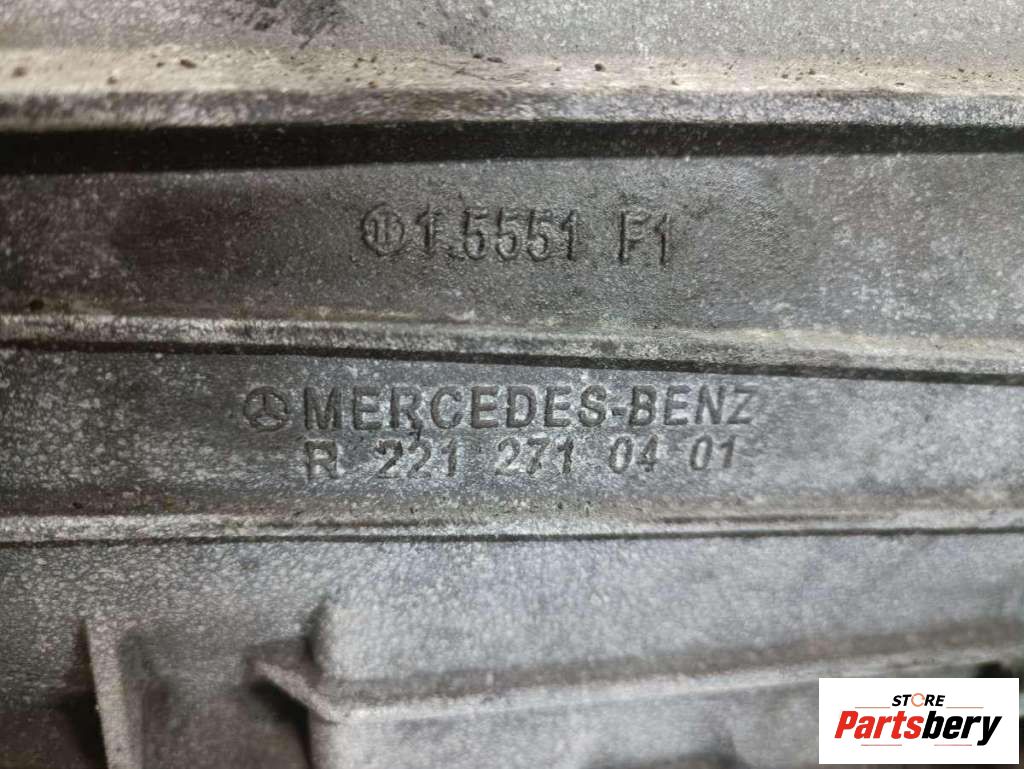 1.5551 F1
MERCEDES-BENZ
R 221 271 04 01
STORE
Partsbery